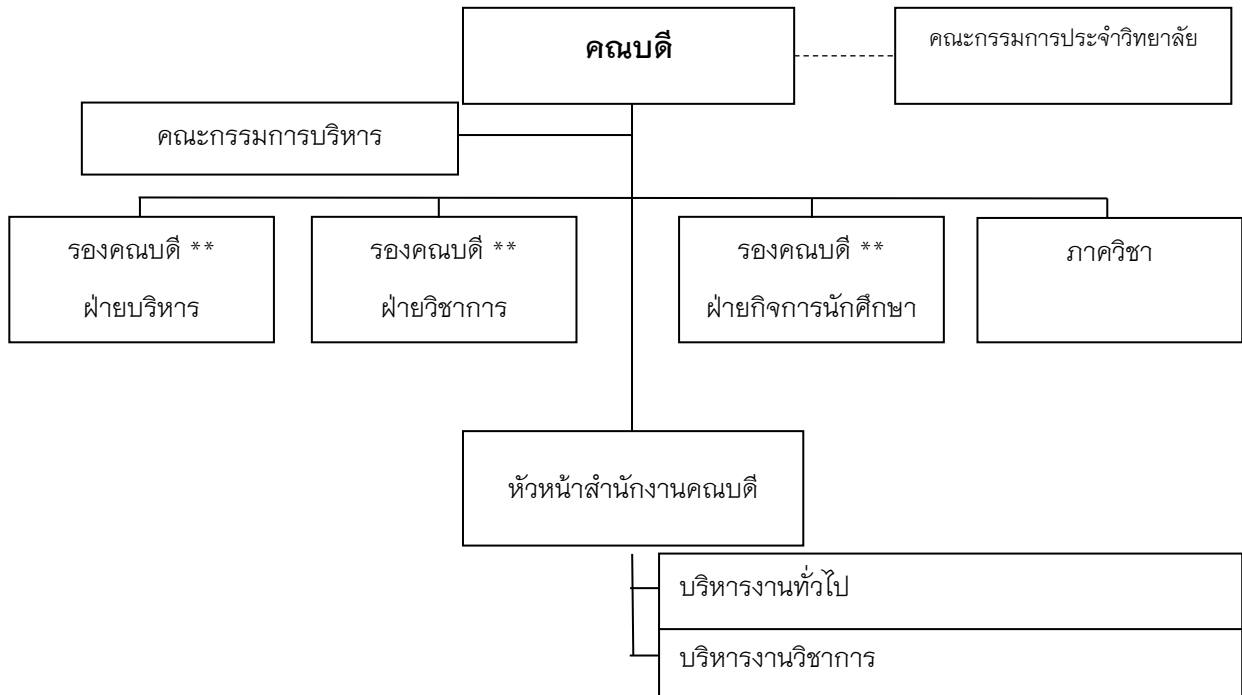 คณบดี
คณะกรรมการประจำวิทยาลัย
คณะกรรมการบริหาร
รองคณบดี **
ฝ่ายบริหาร
รองคณบดี **
ฝ่ายวิชาการ
รองคณบดี **
ฝ่ายกิจการนักศึกษา
ภาควิชา
หัวหน้าสำนักงานคณบดี
บริหารงานทั่วไป
บริหารงานวิชาการ